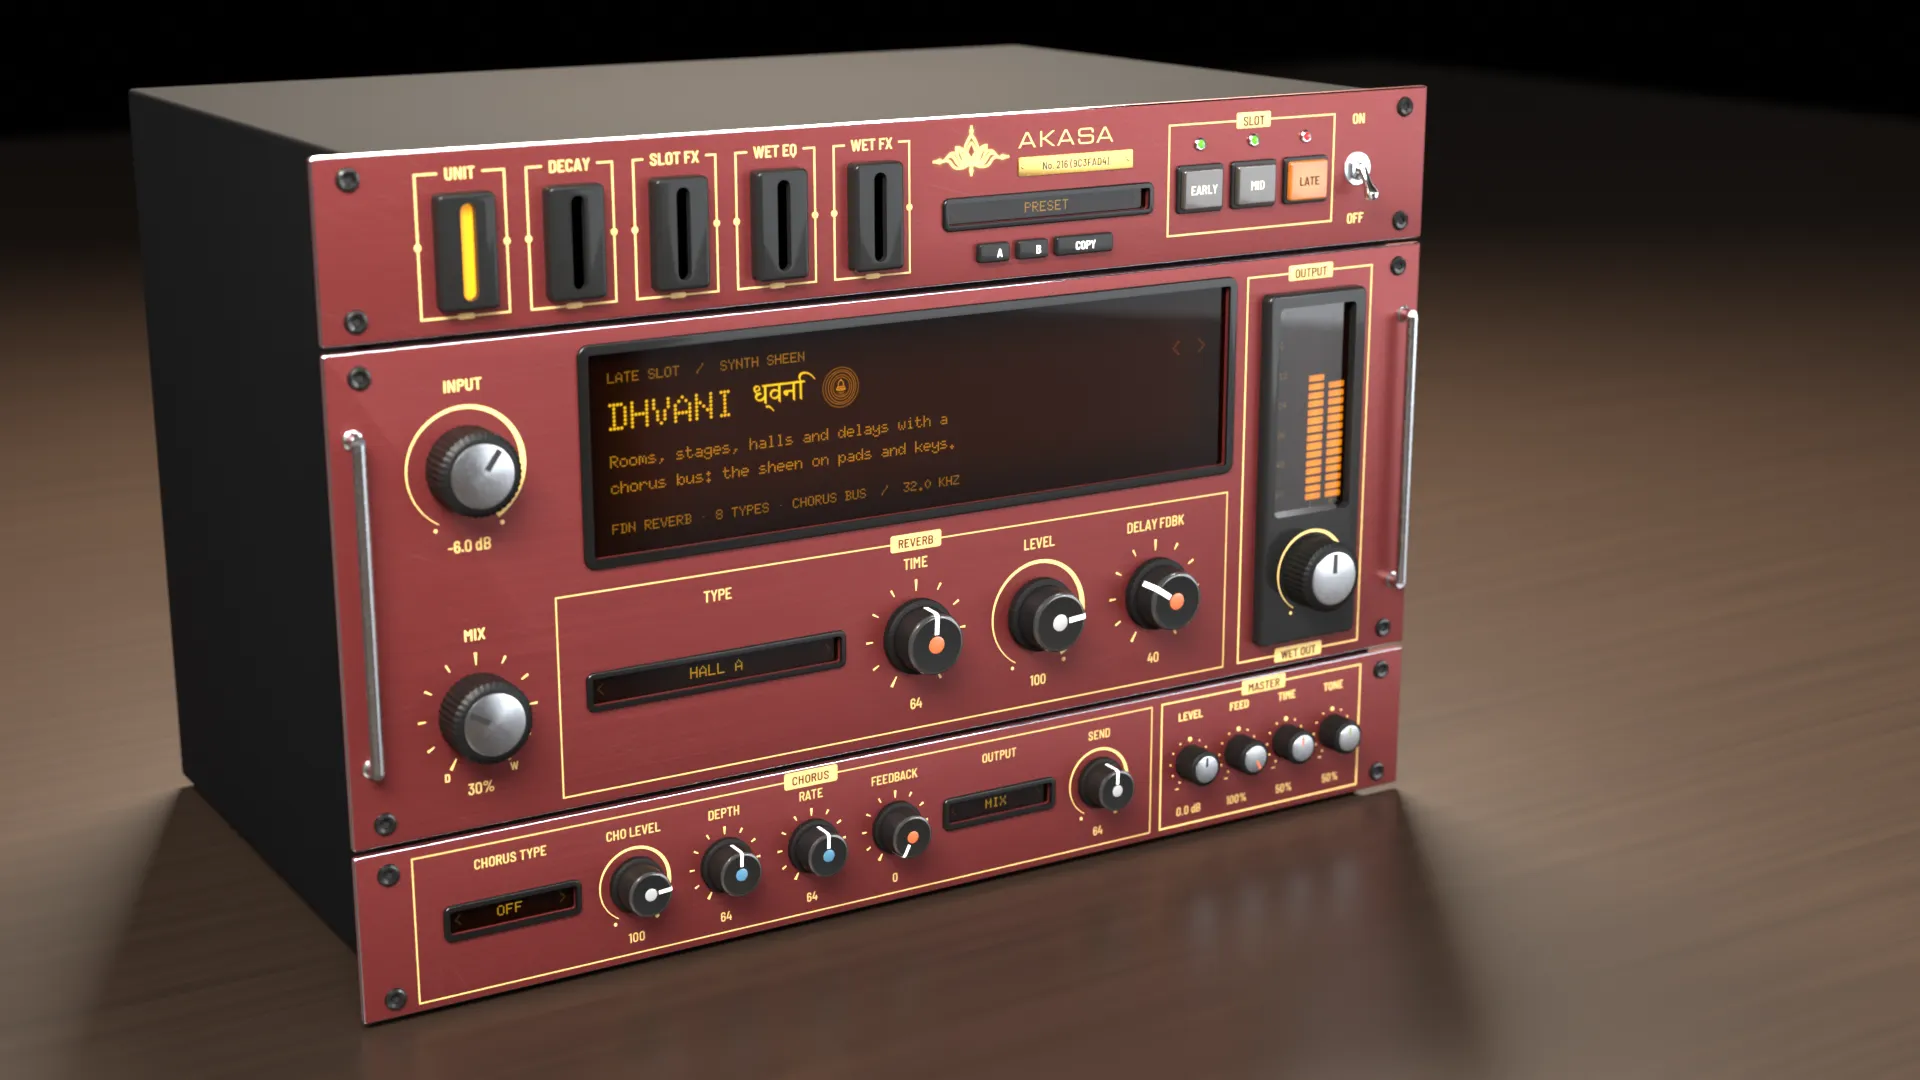 UNIT
DECAY
SLOT FX
WET EQ
WET FX
AKASA
No. 216 (9C3FAD4)
PRESET
A
B
COPY
SLOT
EARLY
MID
LATE
ON
OFF
INPUT
-6.0 dB
MIX
D
W
30%
LATE SLOT / SYNTH SHEEN
DHVANI ध्वनि
Rooms, stages, halls and delays with a
chorus bus: the sheen on pads and keys.
FDN REVERB · 8 TYPES · CHORUS BUS / 32.0 KHZ
< >
OUTPUT
WET OUT
REVERB
TYPE
HALL A
TIME
64
LEVEL
100
DELAY FDBK
40
CHORUS
CHORUS TYPE
OFF
CHO LEVEL
100
DEPTH
64
RATE
64
FEEDBACK
0
OUTPUT
MIX
SEND
64
MASTER
LEVEL
0.0 dB
FEED
100%
TIME
50%
TONE
50%